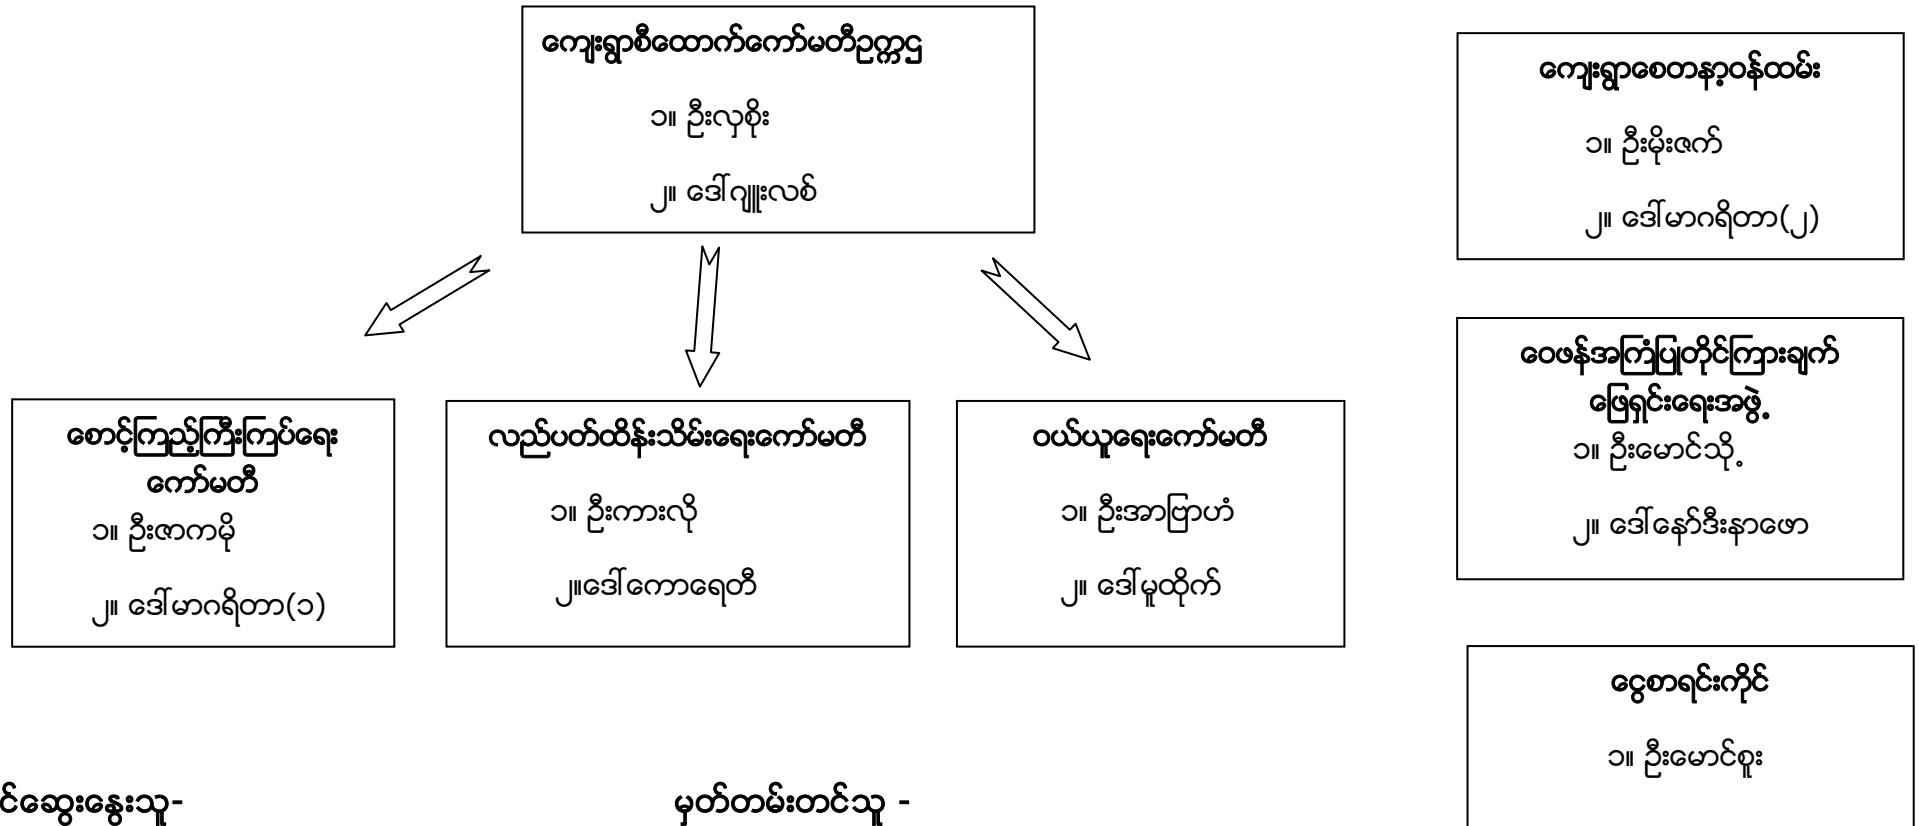 ကျေးရွာစီထောက်ကော်မတီဥက္ကဌ
၁။ ဦးလှစိုး
၂။ ဒေါ်ဂျူးလစ်
ကျေးရွာစေတနာ့ဝန်ထမ်း
၁။ ဦးမိုးဇက်
၂။ ဒေါ်မာဂရိတာ(၂)
ဝေဖန်အကြံပြုတိုင်ကြားချက်
ဖြေရှင်းရေးအဖွဲ့
၁။ ဦးမောင်သို့
၂။ ဒေါ်နော်ဒီးနာဖော
စောင့်ကြည့်ကြီးကြပ်ရေး
ကော်မတီ
၁။ ဦးဇာကမို
၂။ ဒေါ်မာဂရိတာ(၁)
လည်ပတ်ထိန်းသိမ်းရေးကော်မတီ
၁။ ဦးကားလို
၂။ဒေါ်ကောရေတီ
ဝယ်ယူရေးကော်မတီ
၁။ ဦးအာဗြာဟံ
၂။ ဒေါ်မူထိုက်
ငွေစာရင်းကိုင်
၁။ ဦးမောင်စူး
င်ဆွေးနွေးသူ-
မှတ်တမ်းတင်သူ -